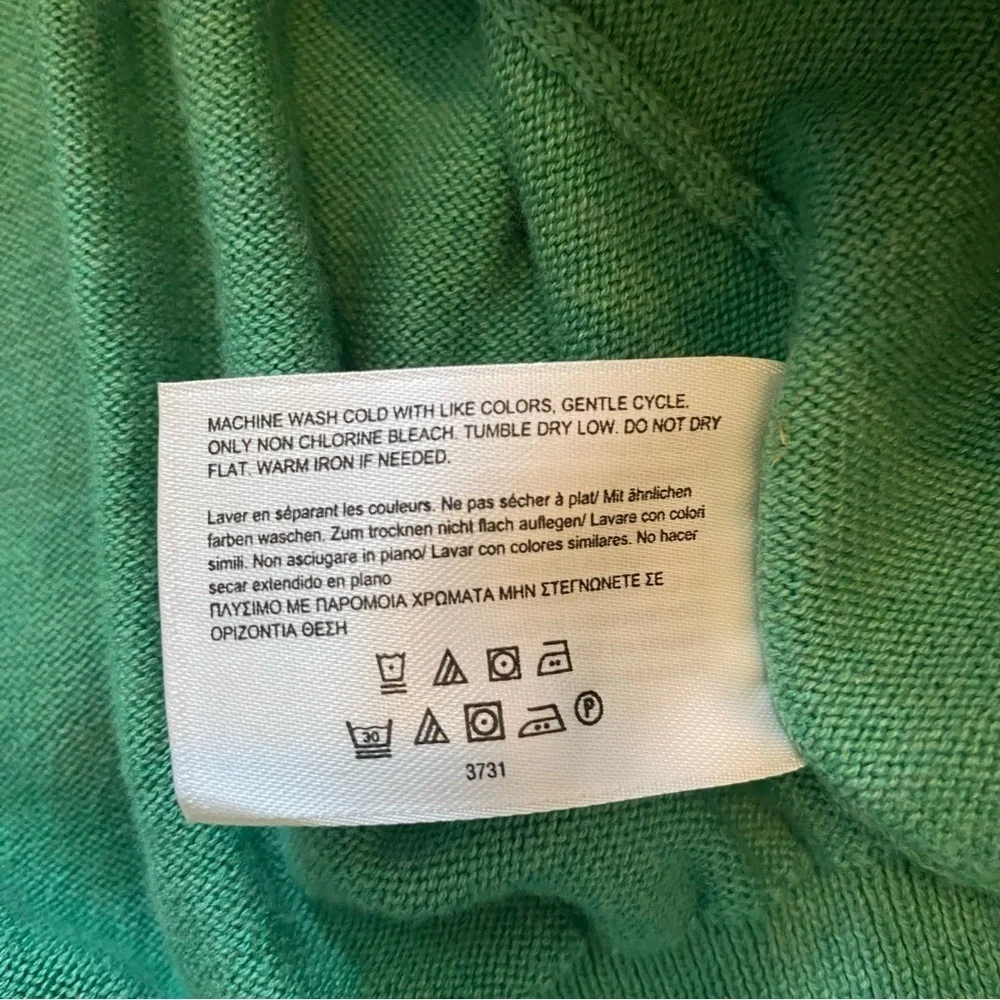 MACHINE WASH COLD WITH LIKE COLORS, GENTLE CYCLE.
ONLY NON CHLORINE BLEACH. TUMBLE DRY LOW. DO NOT DRY
FLAT. WARM IRON IF NEEDED.
Laver en séparant les couleurs. Ne pas sécher à plat/ Mit ähnlichen
farben waschen. Zum trocknen nicht flach auflegen/ Lavare con colori
simili. Non asciugare in piano/ Lavar con colores similares. No hacer
secar extendido en plano
ΠΛΥΣΙΜΟ ΜΕ ΠΑΡΟΜΟΙΑ ΧΡΩΜΑΤΑ ΜΗΝ ΣΤΕΓΝΩΝΕΤΕ ΣΕ
ΟΡΙΖΟΝΤΙΑ ΘΕΣΗ
30 P
3731